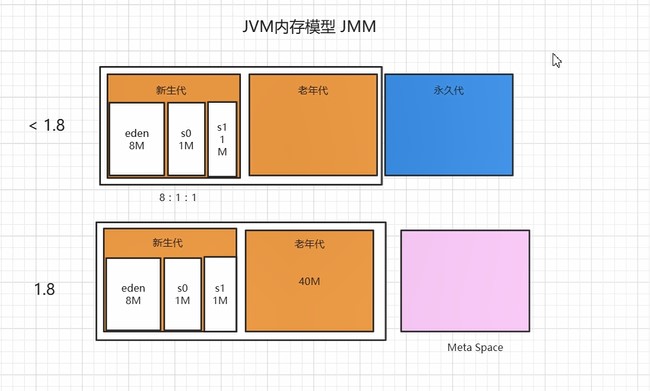 JVM内存模型 JMM
< 1.8
新生代
老年代
永久代
eden
8M
s0
1M
s1
1
M
8：1：1
1.8
新生代
老年代
eden
8M
s0
1M
s1
1M
40M
Meta Space